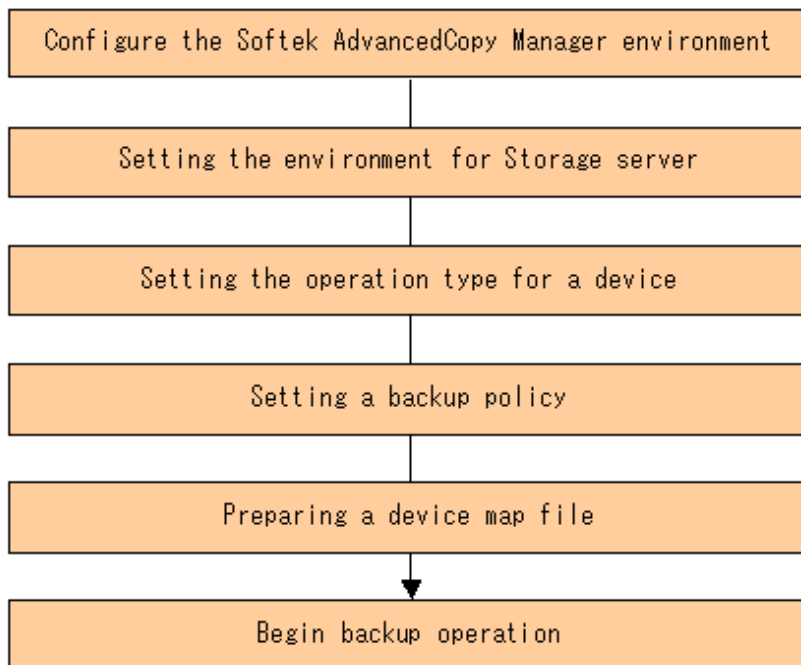 Configure the Softek AdvancedCopy Manager environment
Setting the environment for Storage server
Setting the operation type for a device
Setting a backup policy
Preparing a device map file
Begin backup operation